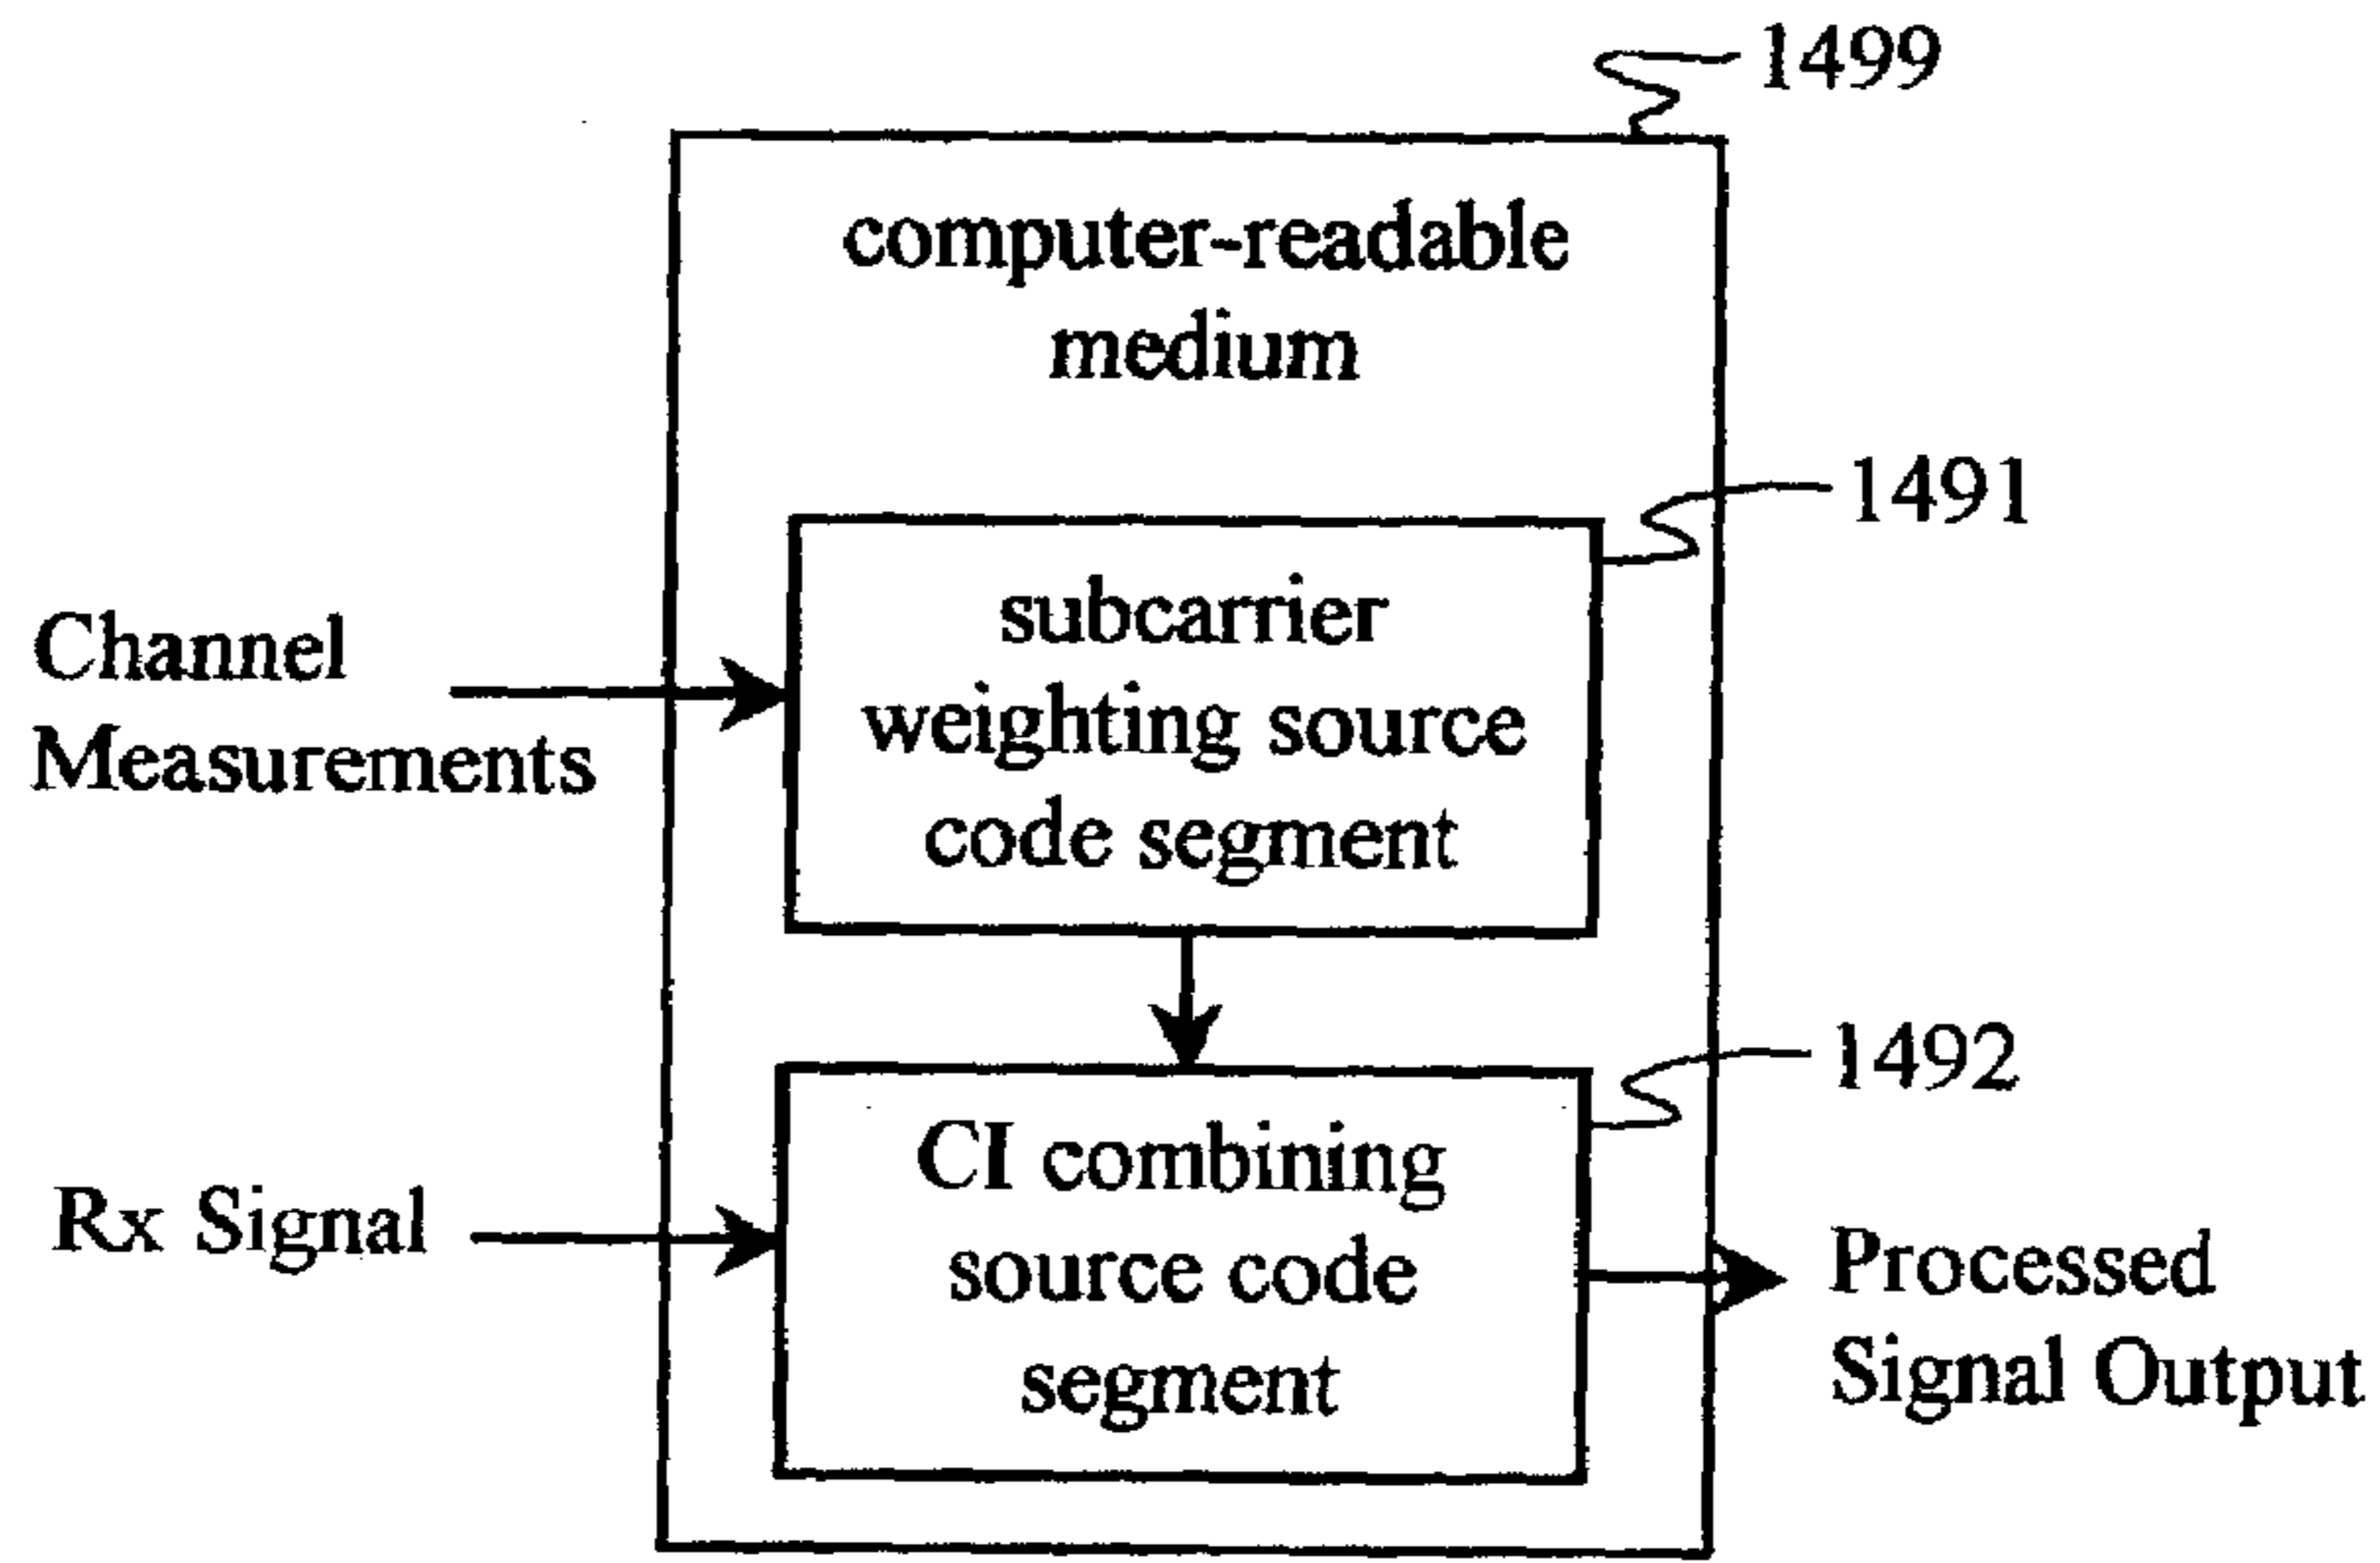 1499
computer-readable
medium
1491
subcarrier
weighting source
code segment
Channel
Measurements
1492
CI combining
source code
segment
Rx Signal
Processed
Signal Output